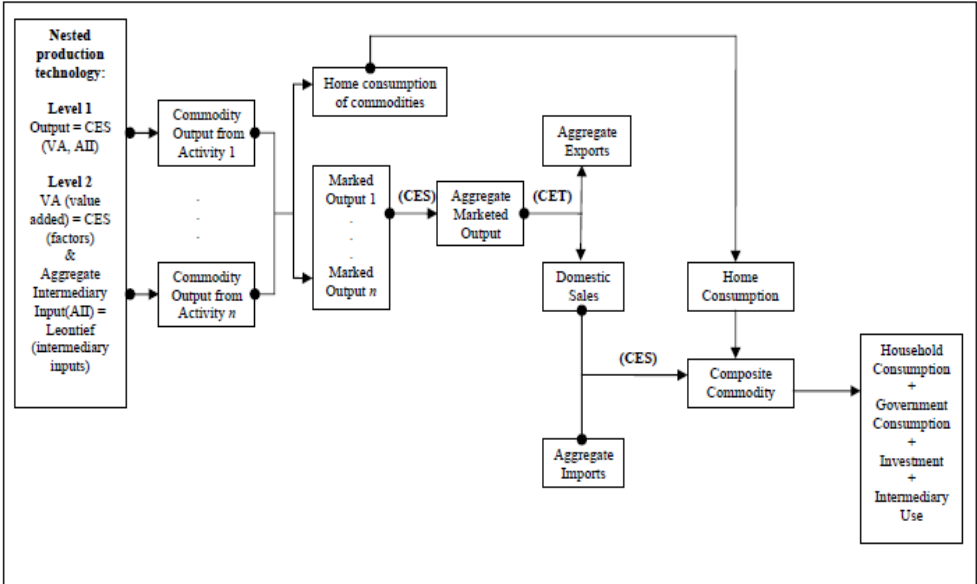 Nested
production
technology:
Level 1
Output = CES
(VA, AII)
Level 2
VA (value
added) = CES
(factors)
&
Aggregate
Intermediary
Input(AII) =
Leontief
(intermediary
inputs)
Commodity
Output from
Activity 1
.
.
.
Commodity
Output from
Activity n
Home consumption
of commodities
Marked
Output 1
.
.
.
Marked
Output n
(CES)
Aggregate
Marketed
Output
(CET)
Aggregate
Exports
Domestic
Sales
Home
Consumption
(CES)
Composite
Commodity
Aggregate
Imports
Household
Consumption
+
Government
Consumption
+
Investment
+
Intermediary
Use